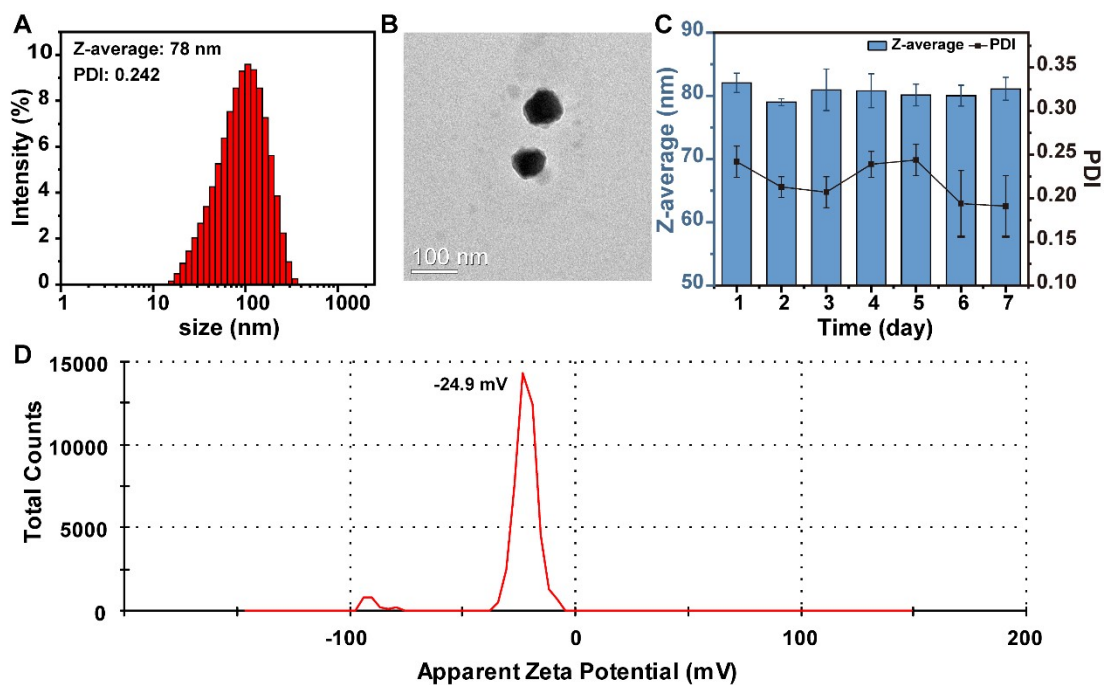 A
Z-average: 78 nm
PDI: 0.242
Intensity (%)
10
8
6
4
2
0
1 10 100 1000
size (nm)
B
100 nm
C
Z-average PDI
Z-average (nm)
90
80
70
60
50
0.35
0.30
0.25
0.20
0.15
0.10
PDI
1 2 3 4 5 6 7
Time (day)
D
-24.9 mV
Total Counts
15000
10000
5000
0
-100 0 100 200
Apparent Zeta Potential (mV)